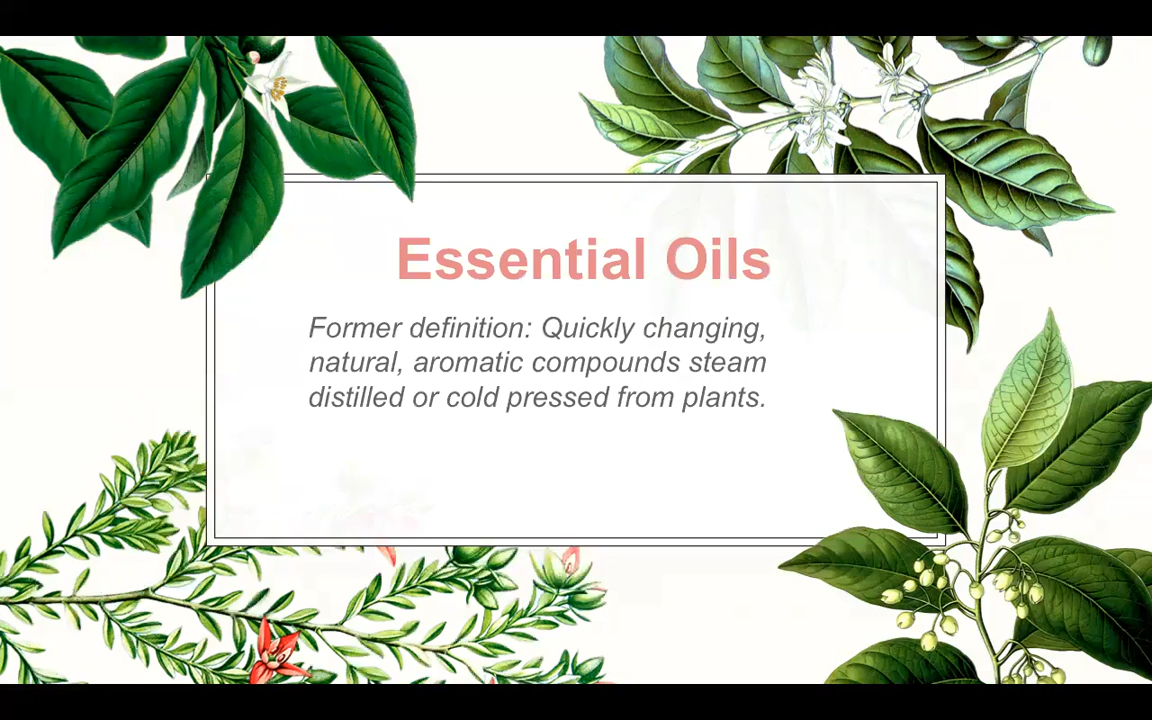 Essential Oils
Former definition: Quickly changing,
natural, aromatic compounds steam
distilled or cold pressed from plants.